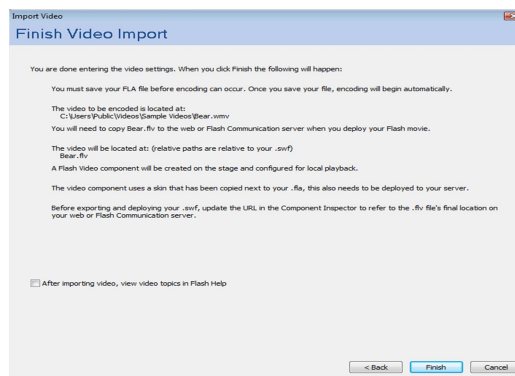 Import Video
Finish Video Import
You are done entering the video settings. When you click Finish the following will happen:
You must save your FLA file before encoding can occur. Once you save your file, encoding will begin automatically.
The video to be encoded is located at:
C:\Users\Public\Videos\Sample Videos\Bear.wmv
You will need to copy Bear.flv to the web or Flash Communication server when you deploy your Flash movie.
The video will be located at: (relative paths are relative to your .swf)
Bear.flv
A Flash Video component will be created on the stage and configured for local playback.
The video component uses a skin that has been copied next to your .fla, this also needs to be deployed to your server.
Before exporting and deploying your .swf, update the URL in the Component Inspector to refer to the .flv file's final location on
your web or Flash Communication server.
After importing video, view video topics in Flash Help
< Back Finish Cancel